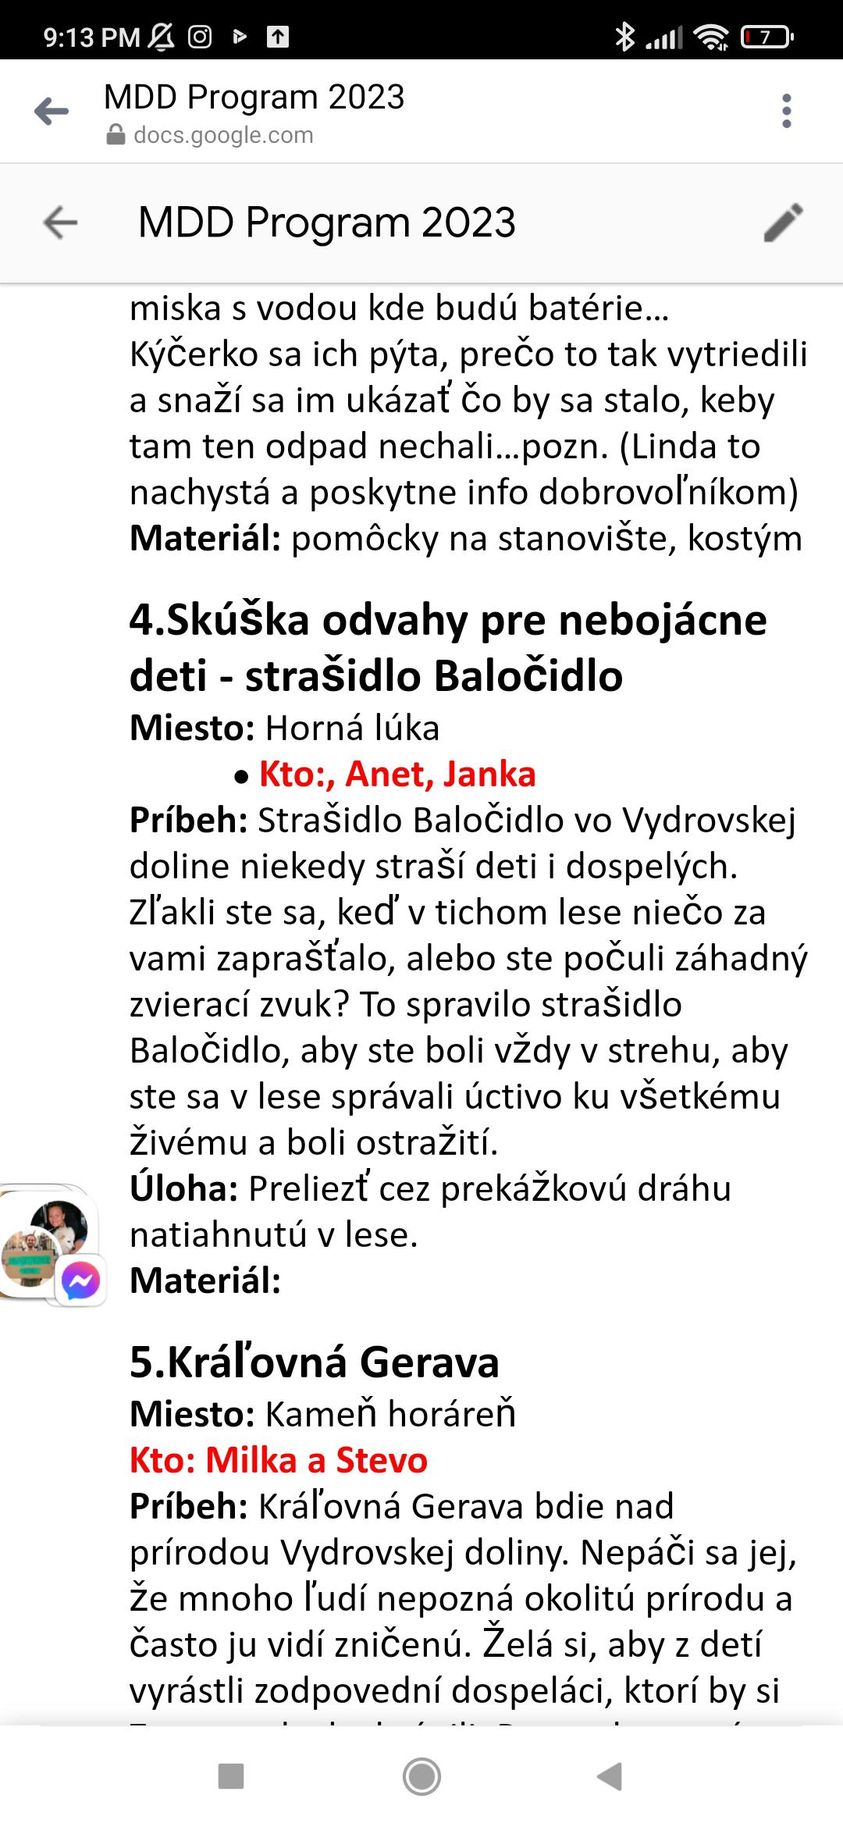 9:13 PM
7
MDD Program 2023
docs.google.com
MDD Program 2023
miska s vodou kde budú batérie...
Kýčerko sa ich pýta, prečo to tak vytriedili
a snaží sa im ukázať čo by sa stalo, keby
tam ten odpad nechali...pozn. (Linda to
nachystá a poskytne info dobrovoľníkom)
Materiál: pomôcky na stanovište, kostým
4.Skúška odvahy pre nebojácne
deti - strašidlo Baločidlo
Miesto: Horná lúka
● Kto:, Anet, Janka
Príbeh: Strašidlo Baločidlo vo Vydrovskej
doline niekedy straší deti i dospelých.
Zľakli ste sa, keď v tichom lese niečo za
vami zaprašťalo, alebo ste počuli záhadný
zvierací zvuk? To spravilo strašidlo
Baločidlo, aby ste boli vždy v strehu, aby
ste sa v lese správali úctivo ku všetkému
živému a boli ostražití.
Úloha: Preliezť cez prekážkovú dráhu
natiahnutú v lese.
Materiál:
5.Kráľovná Gerava
Miesto: Kameň horáreň
Kto: Milka a Stevo
Príbeh: Kráľovná Gerava bdie nad
prírodou Vydrovskej doliny. Nepáči sa jej,
že mnoho ľudí nepozná okolitú prírodu a
často ju vidí zničenú. Želá si, aby z detí
vyrástli zodpovední dospeláci, ktorí by si